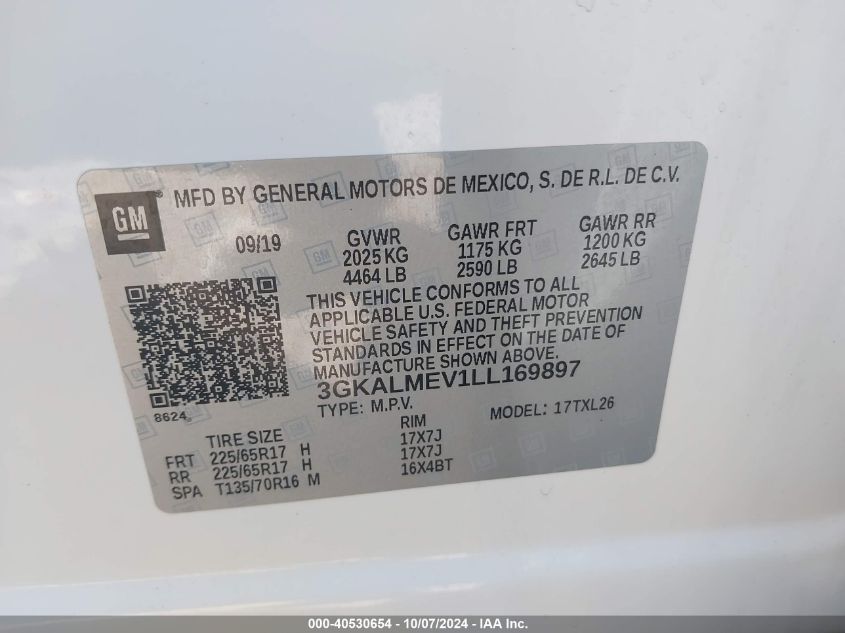 GM
MFD BY GENERAL MOTORS DE MEXICO, S. DE R.L. DE C.V.
09/19
GVWR
2025 KG
4464 LB
GAWR FRT
1175 KG
2590 LB
GAWR RR
1200 KG
2645 LB
THIS VEHICLE CONFORMS TO ALL
APPLICABLE U.S. FEDERAL MOTOR
VEHICLE SAFETY AND THEFT PREVENTION
STANDARDS IN EFFECT ON THE DATE OF
MANUFACTURE SHOWN ABOVE.
3GKALMEV1LL169897
8624
TYPE: M.P.V.
MODEL: 17TXL26
TIRE SIZE RIM
FRT 225/65R17 H 17X7J
RR 225/65R17 H 17X7J
SPA T135/70R16 M 16X4BT
000-40530654 - 10/07/2024 - IAA Inc.